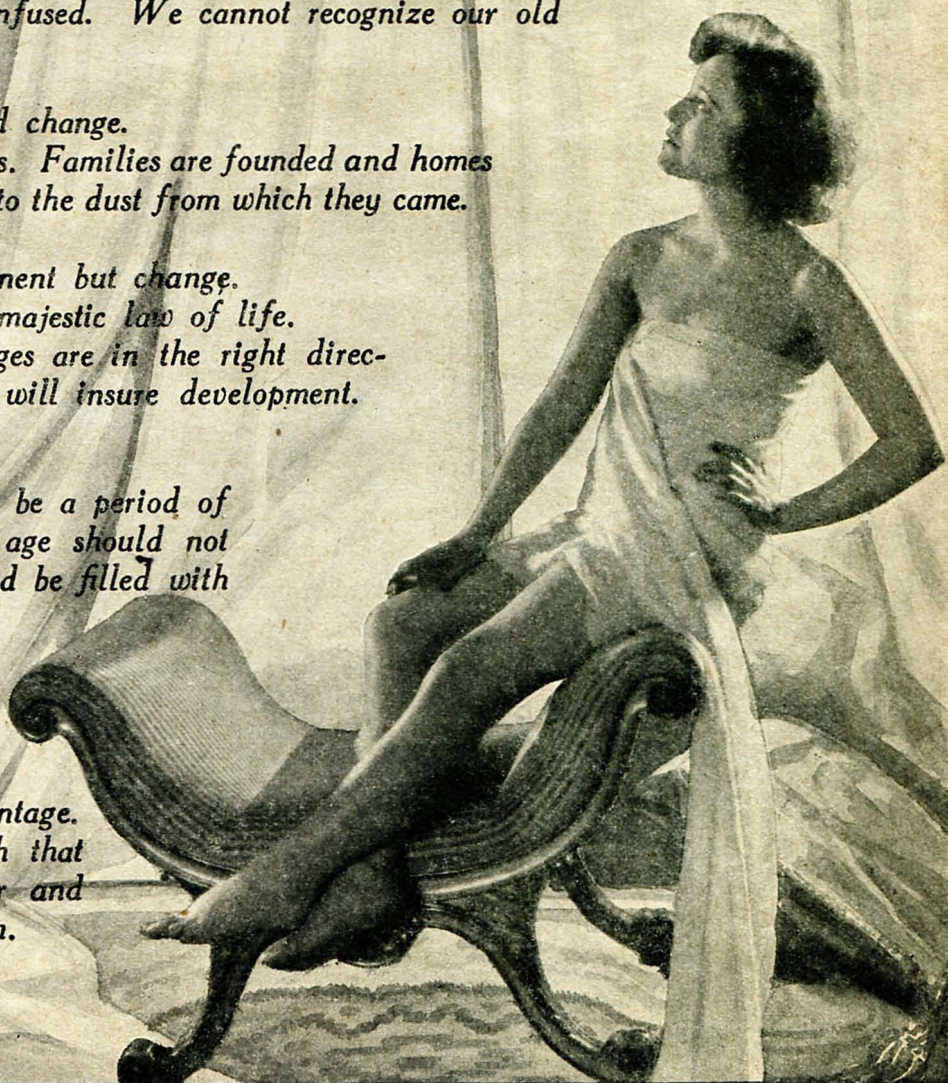 nfused. We cannot recognize our old
d change.
s. Families are founded and homes
to the dust from which they came.
nent but change.
majestic law of life.
ges are in the right direc-
will insure development.
be a period of
age should not
d be filled with
ntage.
h that
r and
n.